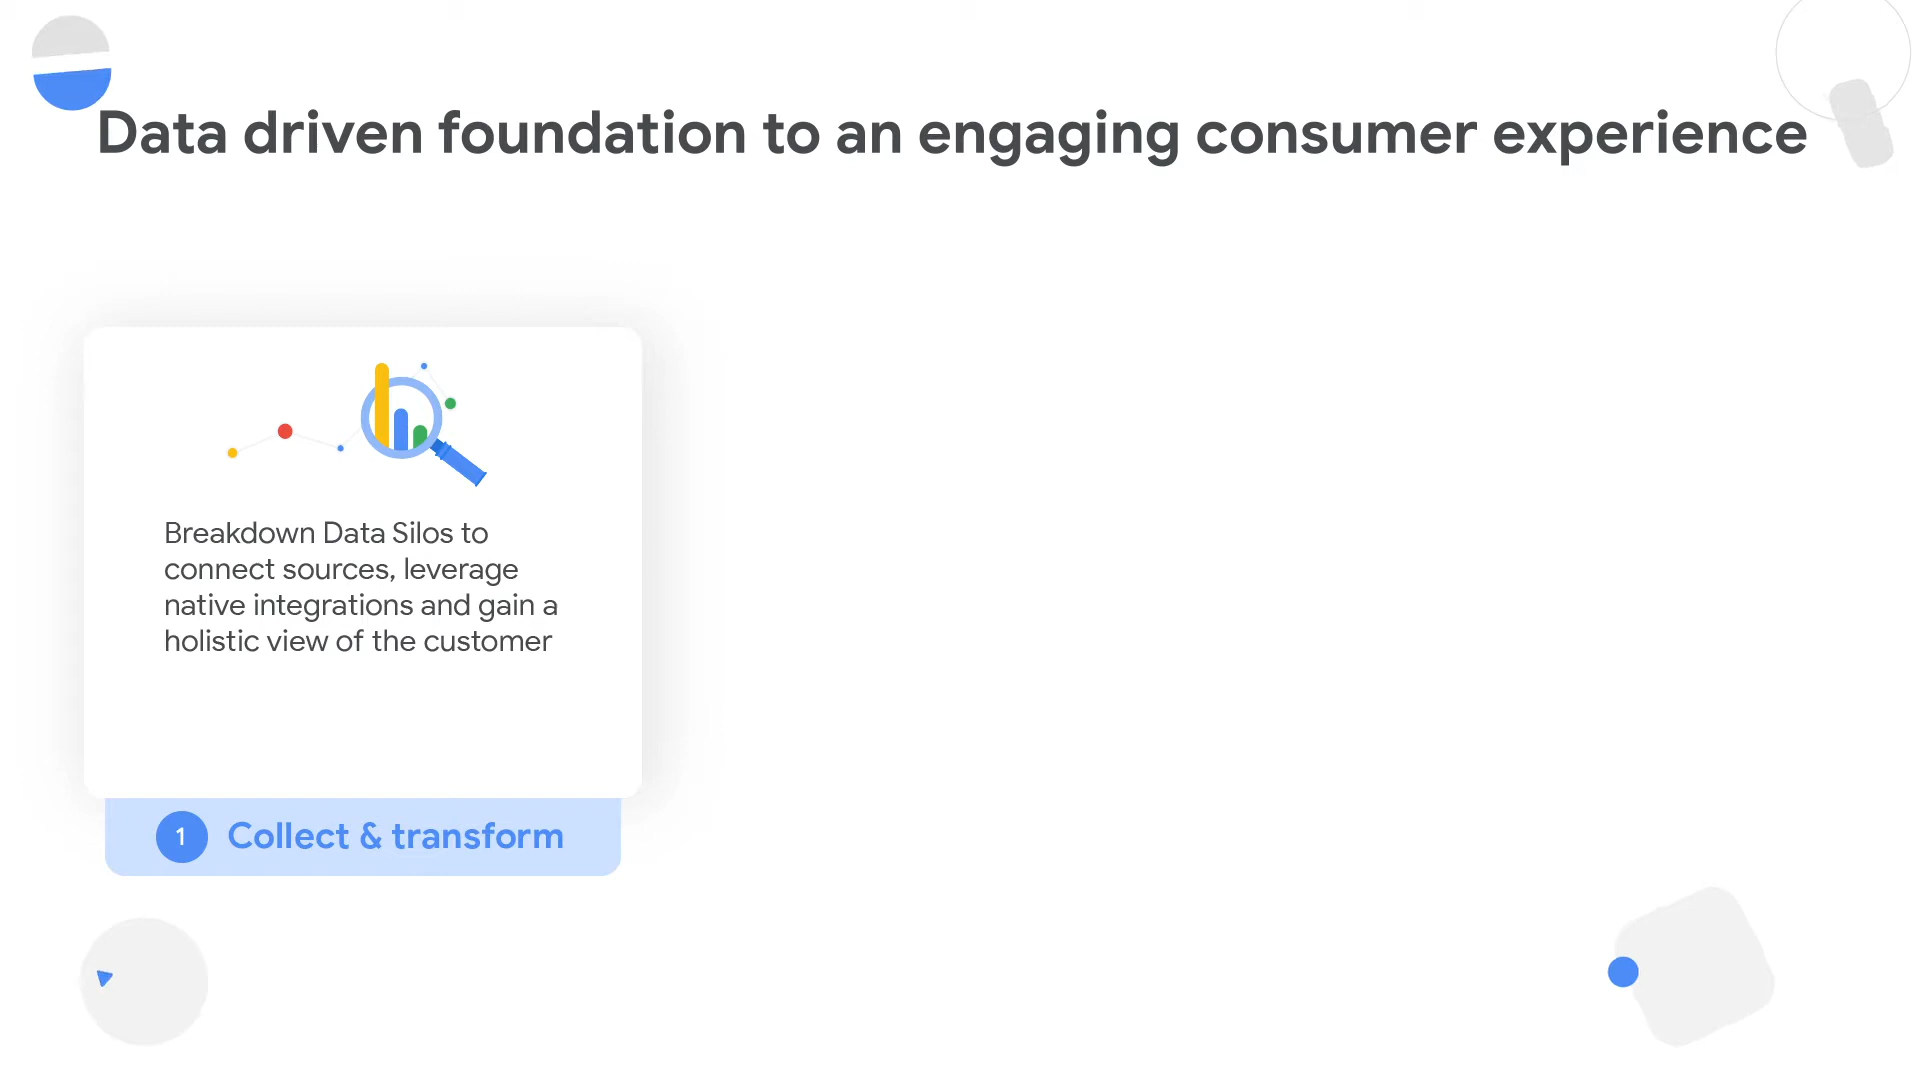 Data driven foundation to an engaging consumer experience
Breakdown Data Silos to
connect sources, leverage
native integrations and gain a
holistic view of the customer
1 Collect & transform